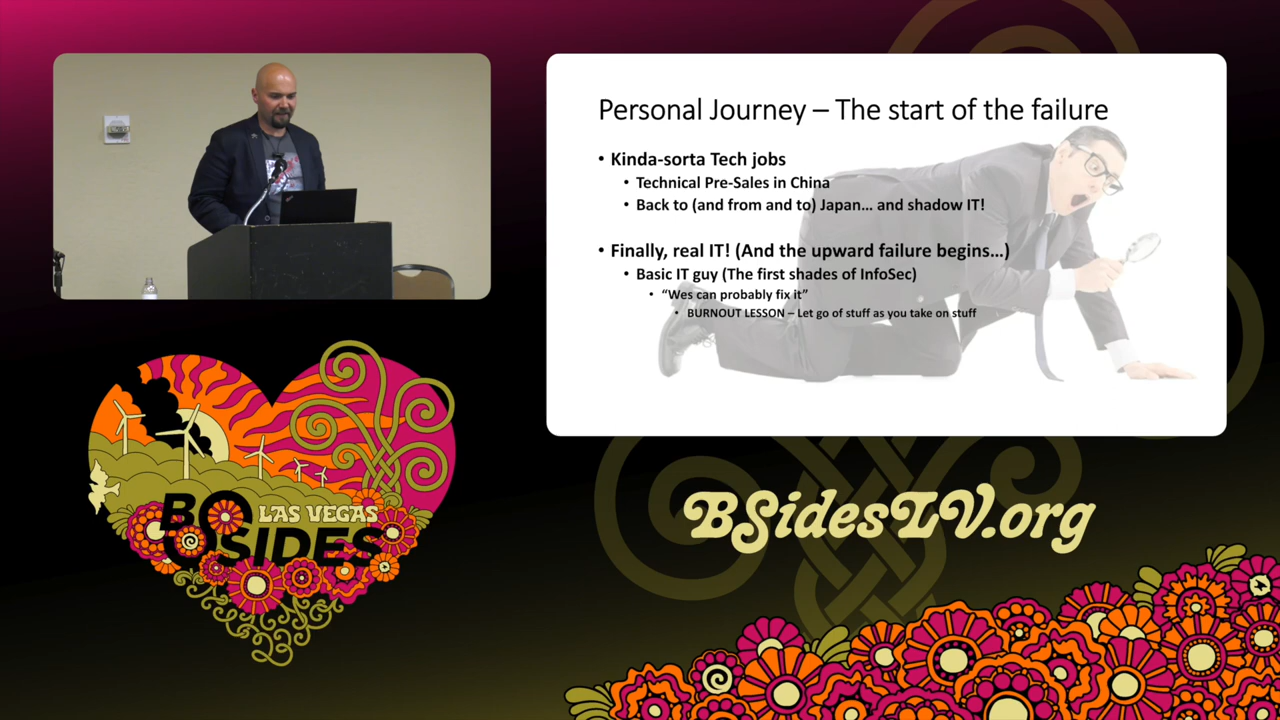 Personal Journey – The start of the failure
• Kinda-sorta Tech jobs
• Technical Pre-Sales in China
• Back to (and from and to) Japan… and shadow IT!
• Finally, real IT! (And the upward failure begins…)
• Basic IT guy (The first shades of InfoSec)
• “Wes can probably fix it”
• BURNOUT LESSON – Let go of stuff as you take on stuff
LAS VEGAS
BSIDES
BSidesLV.org